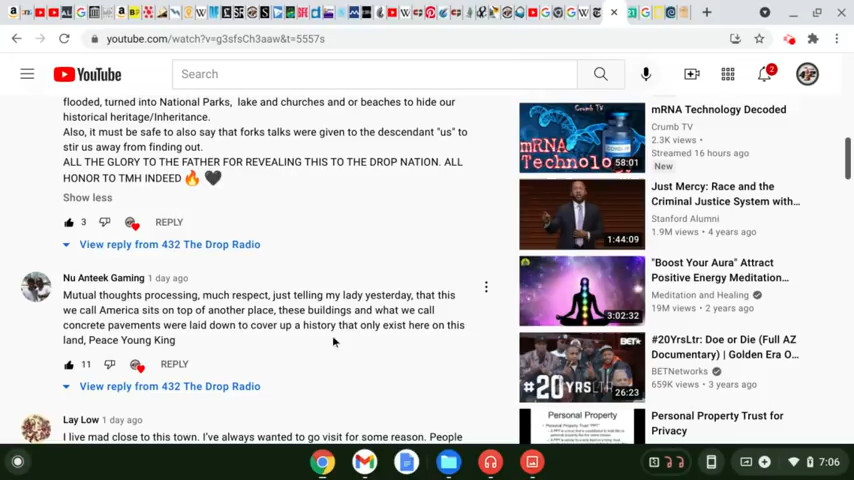 youtube.com/watch?v=g3sfsCh3aaw&t=5557s
YouTube
Search
2
flooded, turned into National Parks, lake and churches and or beaches to hide our
historical heritage/Inheritance.
Also, it must be safe to also say that forks talks were given to the descendant "us" to
stir us away from finding out.
ALL THE GLORY TO THE FATHER FOR REVEALING THIS TO THE DROP NATION. ALL
HONOR TO TMH INDEED 🔥 🖤
Show less
3
REPLY
View reply from 432 The Drop Radio
Nu Anteek Gaming 1 day ago
Mutual thoughts processing, much respect, just telling my lady yesterday, that this
we call America sits on top of another place, these buildings and what we call
concrete pavements were laid down to cover up a history that only exist here on this
land, Peace Young King
11
REPLY
View reply from 432 The Drop Radio
Lay Low 1 day ago
I live mad close to this town. I've always wanted to go visit for some reason. People
mRNA
Technolo
58:01
mRNA Technology Decoded
Crumb TV
2.3K views •
Streamed 16 hours ago
New
1:44:09
Just Mercy: Race and the
Criminal Justice System with...
Stanford Alumni
1.9M views • 4 years ago
3:02:32
"Boost Your Aura" Attract
Positive Energy Meditation...
Meditation and Healing
19M views • 2 years ago
BET
#20YRSLTR
26:23
#20YrsLtr: Doe or Die (Full AZ
Documentary) | Golden Era O...
BETNetworks
659K views • 3 years ago
Personal Property
Personal Property Trust for
Privacy
7:06